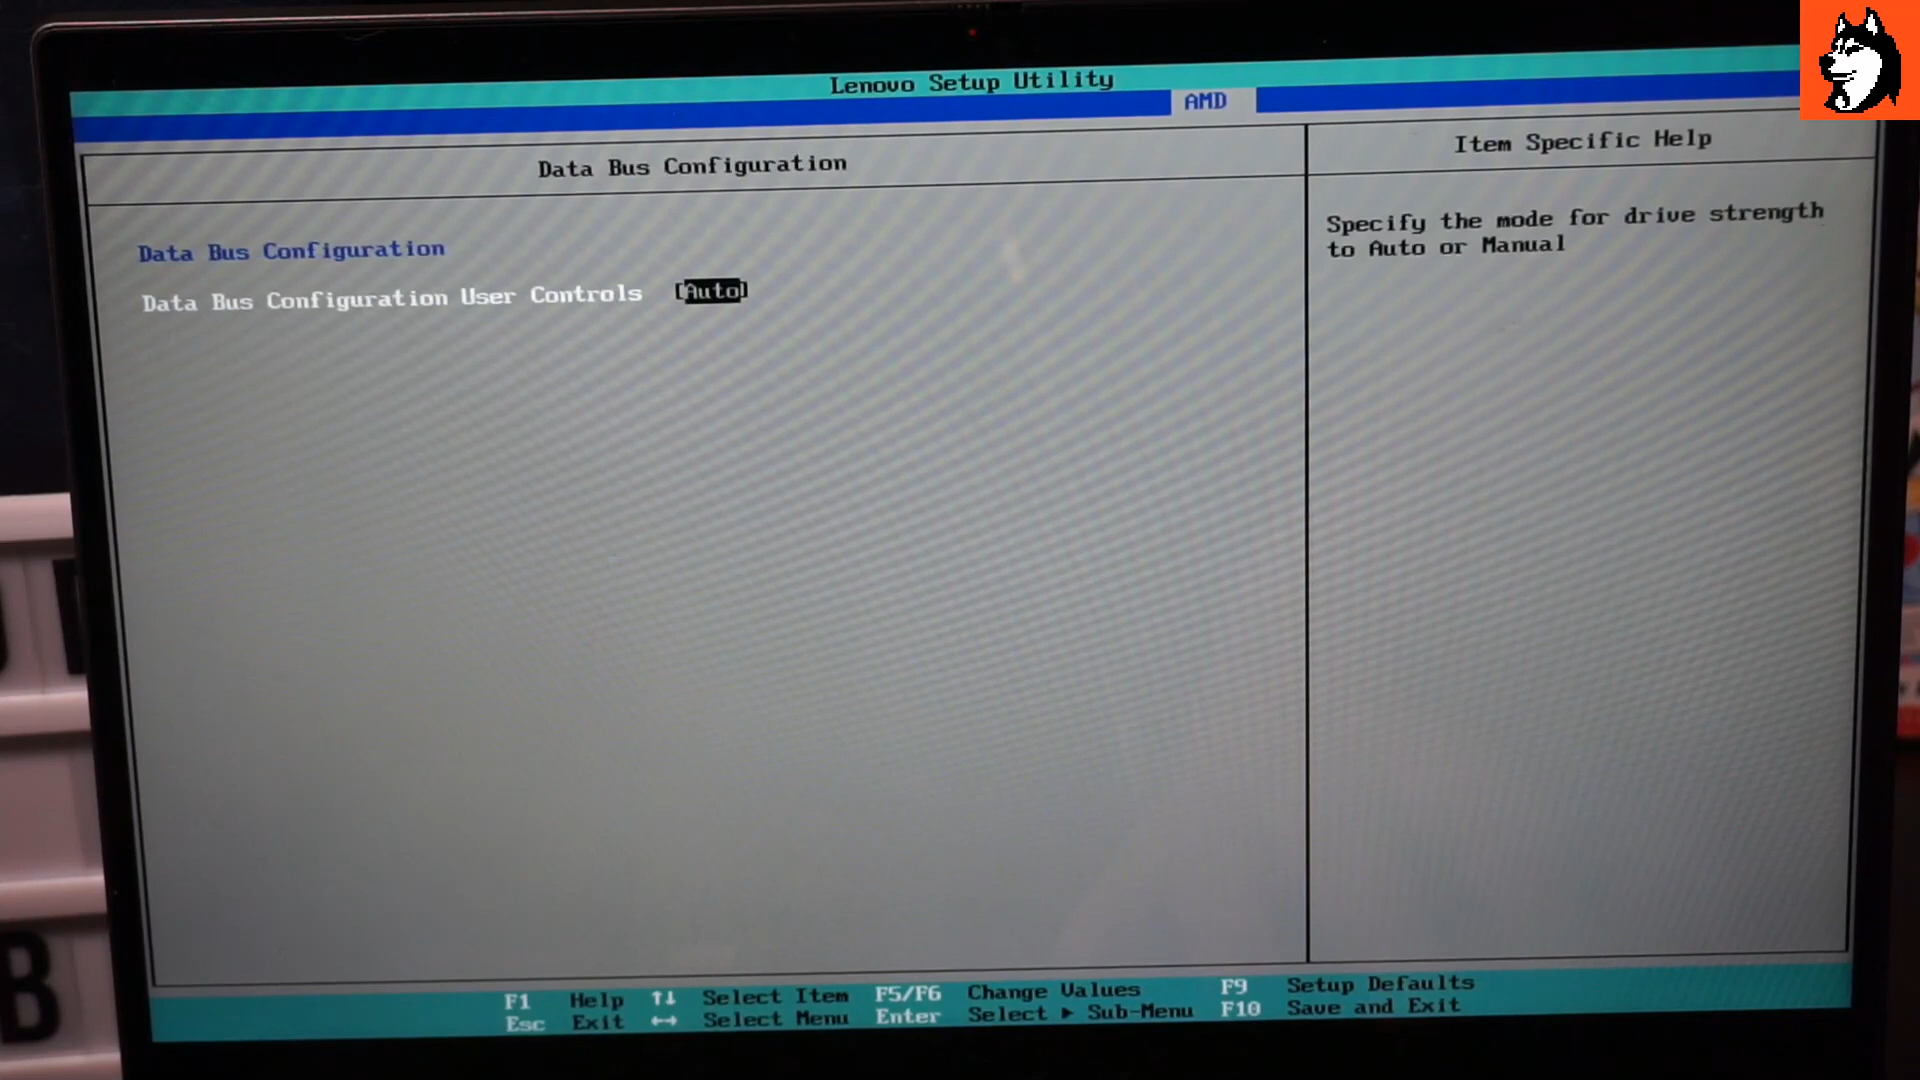 Lenovo Setup Utility
AMD
Data Bus Configuration
Item Specific Help
Data Bus Configuration
Data Bus Configuration User Controls [Auto]
Specify the mode for drive strength
to Auto or Manual
F1 Help ↑↓ Select Item F5/F6 Change Values F9 Setup Defaults
Esc Exit ↔ Select Menu Enter Select ▶ Sub-Menu F10 Save and Exit
B